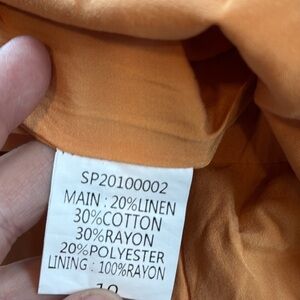 SP20100002
MAIN : 20%LINEN
30%COTTON
30%RAYON
20%POLYESTER
LINING : 100%RAYON